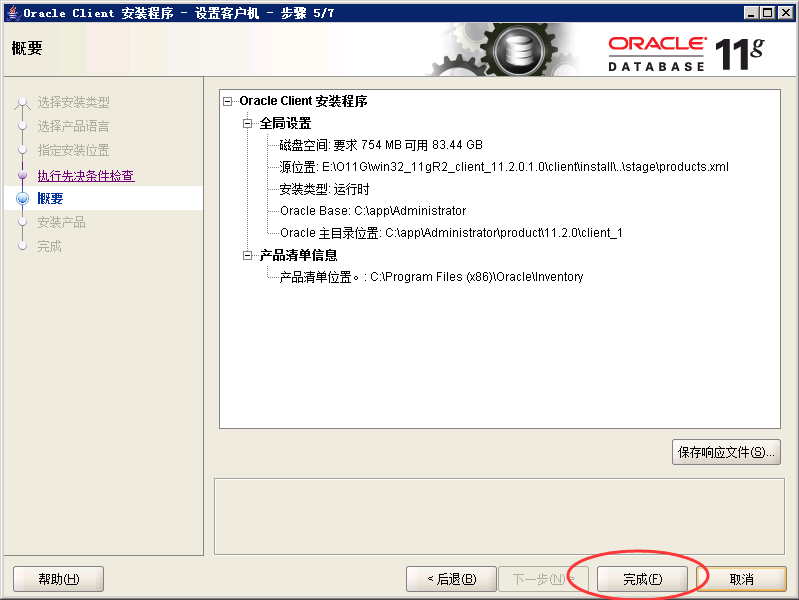 Oracle Client 安装程序 - 设置客户机 - 步骤 5/7
概要
ORACLE
DATABASE
11g
选择安装类型
选择产品语言
指定安装位置
执行先决条件检查
概要
安装产品
完成
Oracle Client 安装程序
全局设置
磁盘空间: 要求 754 MB 可用 83.44 GB
源位置: E:\O11G\win32_11gR2_client_11.2.0.1.0\client\install\..\stage\products.xml
安装类型: 运行时
Oracle Base: C:\app\Administrator
Oracle 主目录位置: C:\app\Administrator\product\11.2.0\client_1
产品清单信息
产品清单位置。: C:\Program Files (x86)\Oracle\Inventory
保存响应文件(S)...
帮助(H)
< 后退(B)
下一步(N) >
完成(F)
取消